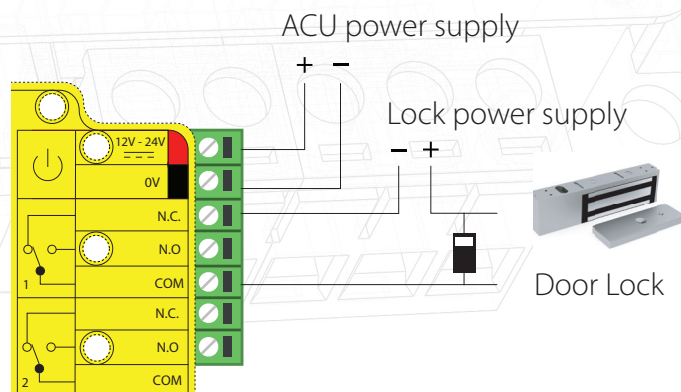 ACU power supply
+ –
Lock power supply
– +
12V - 24V
0V
N.C.
N.O
COM
1
Door Lock
N.C.
N.O
COM
2